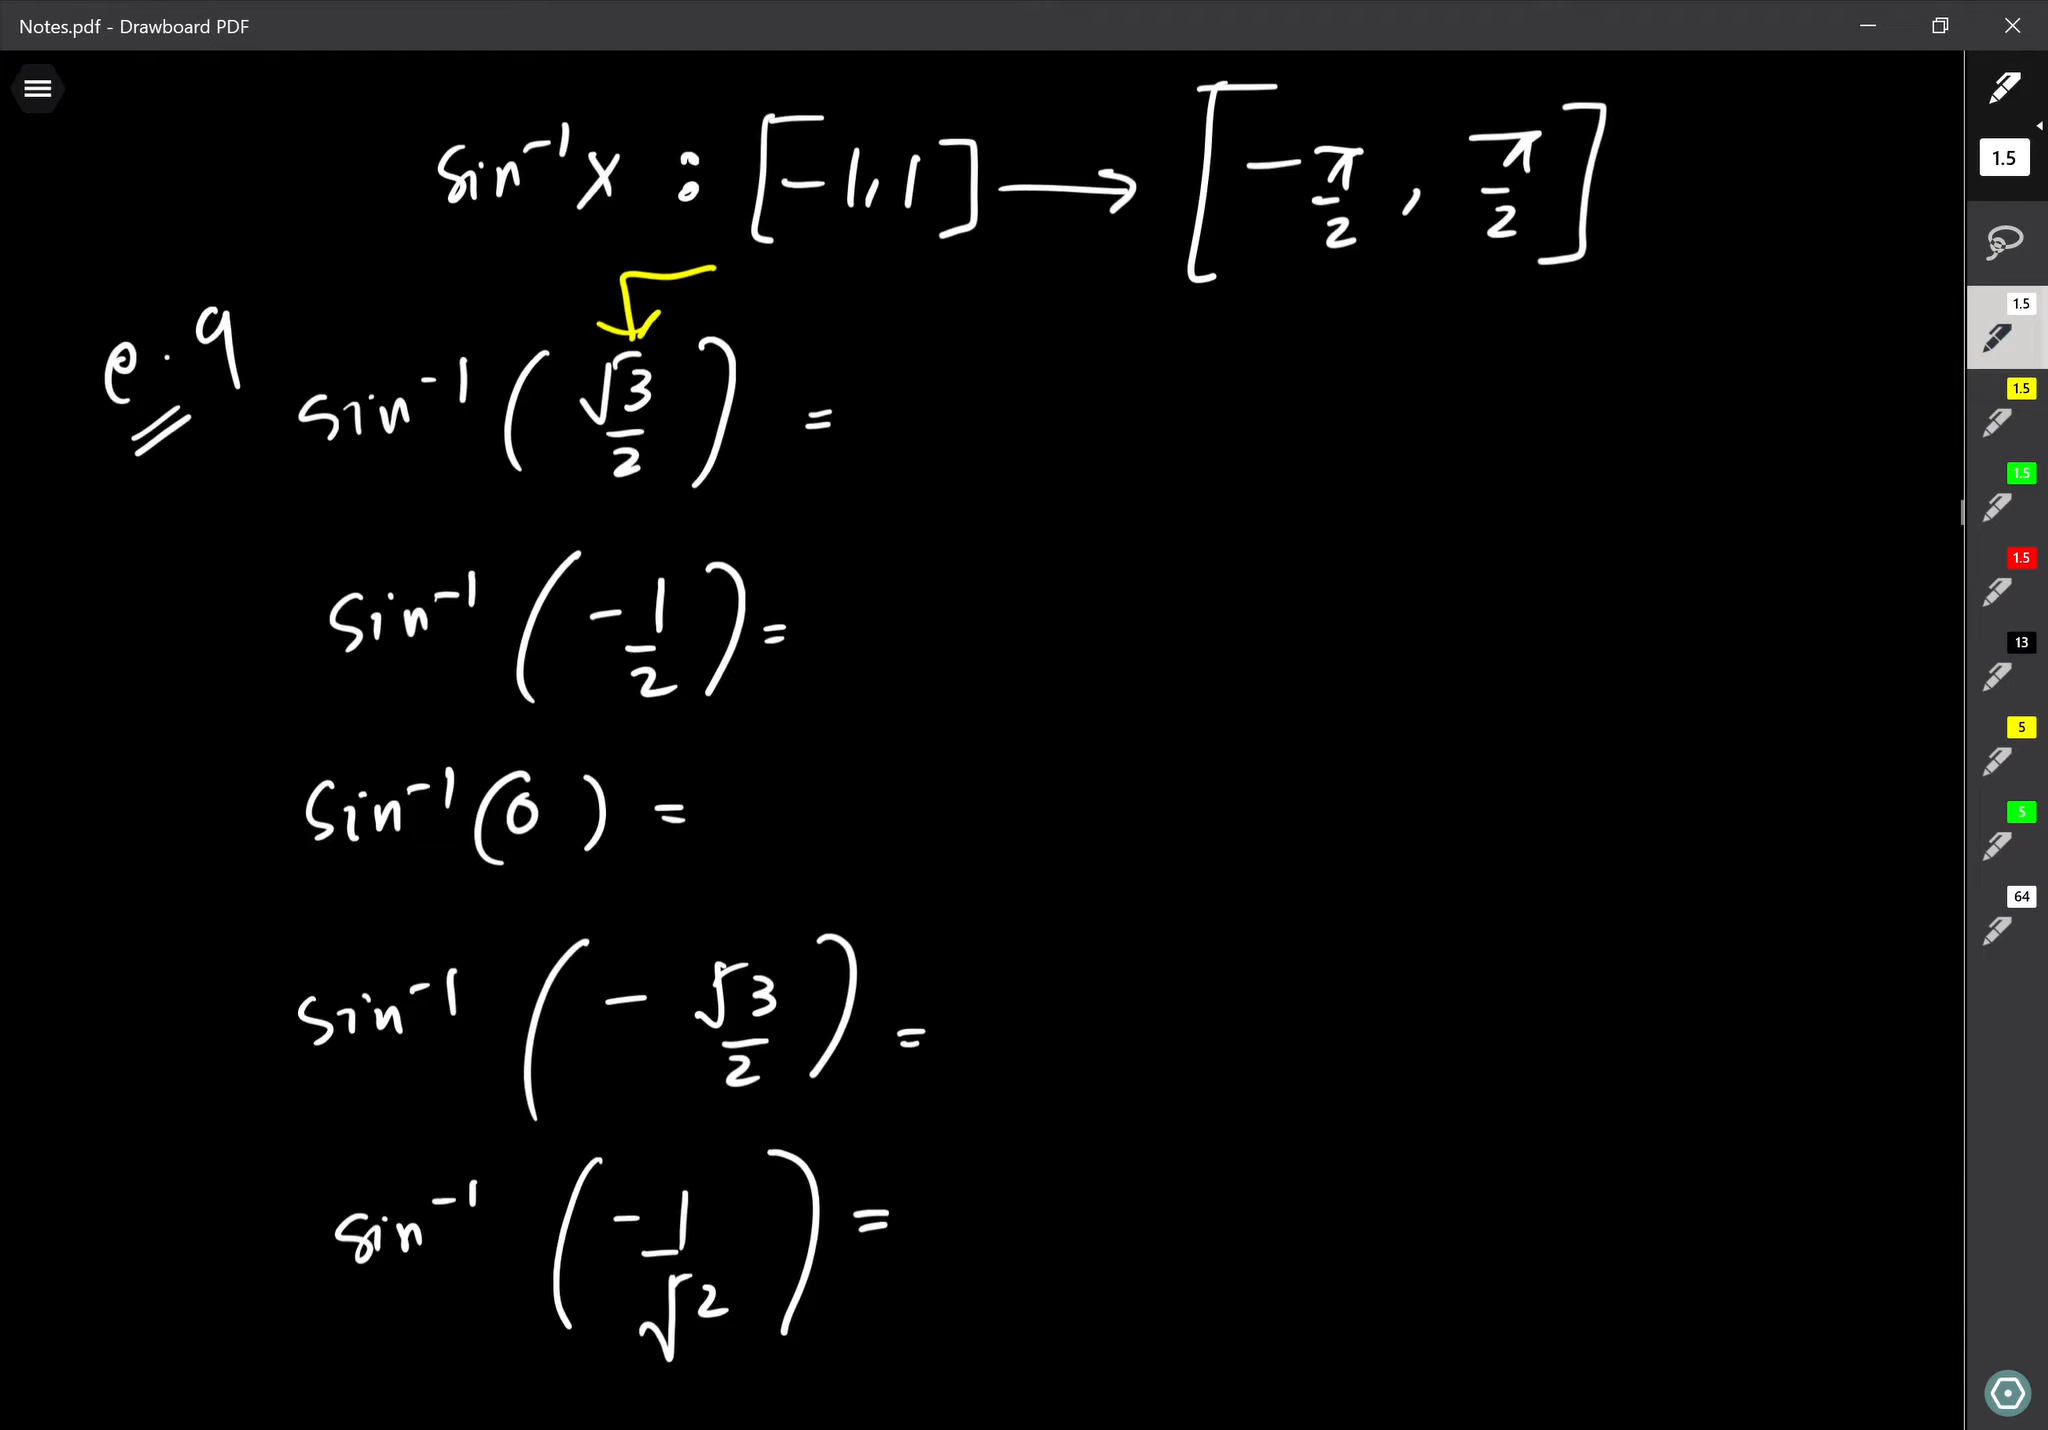 Notes.pdf - Drawboard PDF
sin⁻¹x : [-1, 1] → [-π/2, π/2]
e.g
sin⁻¹(√3/2) =
sin⁻¹(-1/2) =
sin⁻¹(0) =
sin⁻¹(-√3/2) =
sin⁻¹(-1/√2) =
1.5
1.5
1.5
1.5
1.5
13
5
5
64